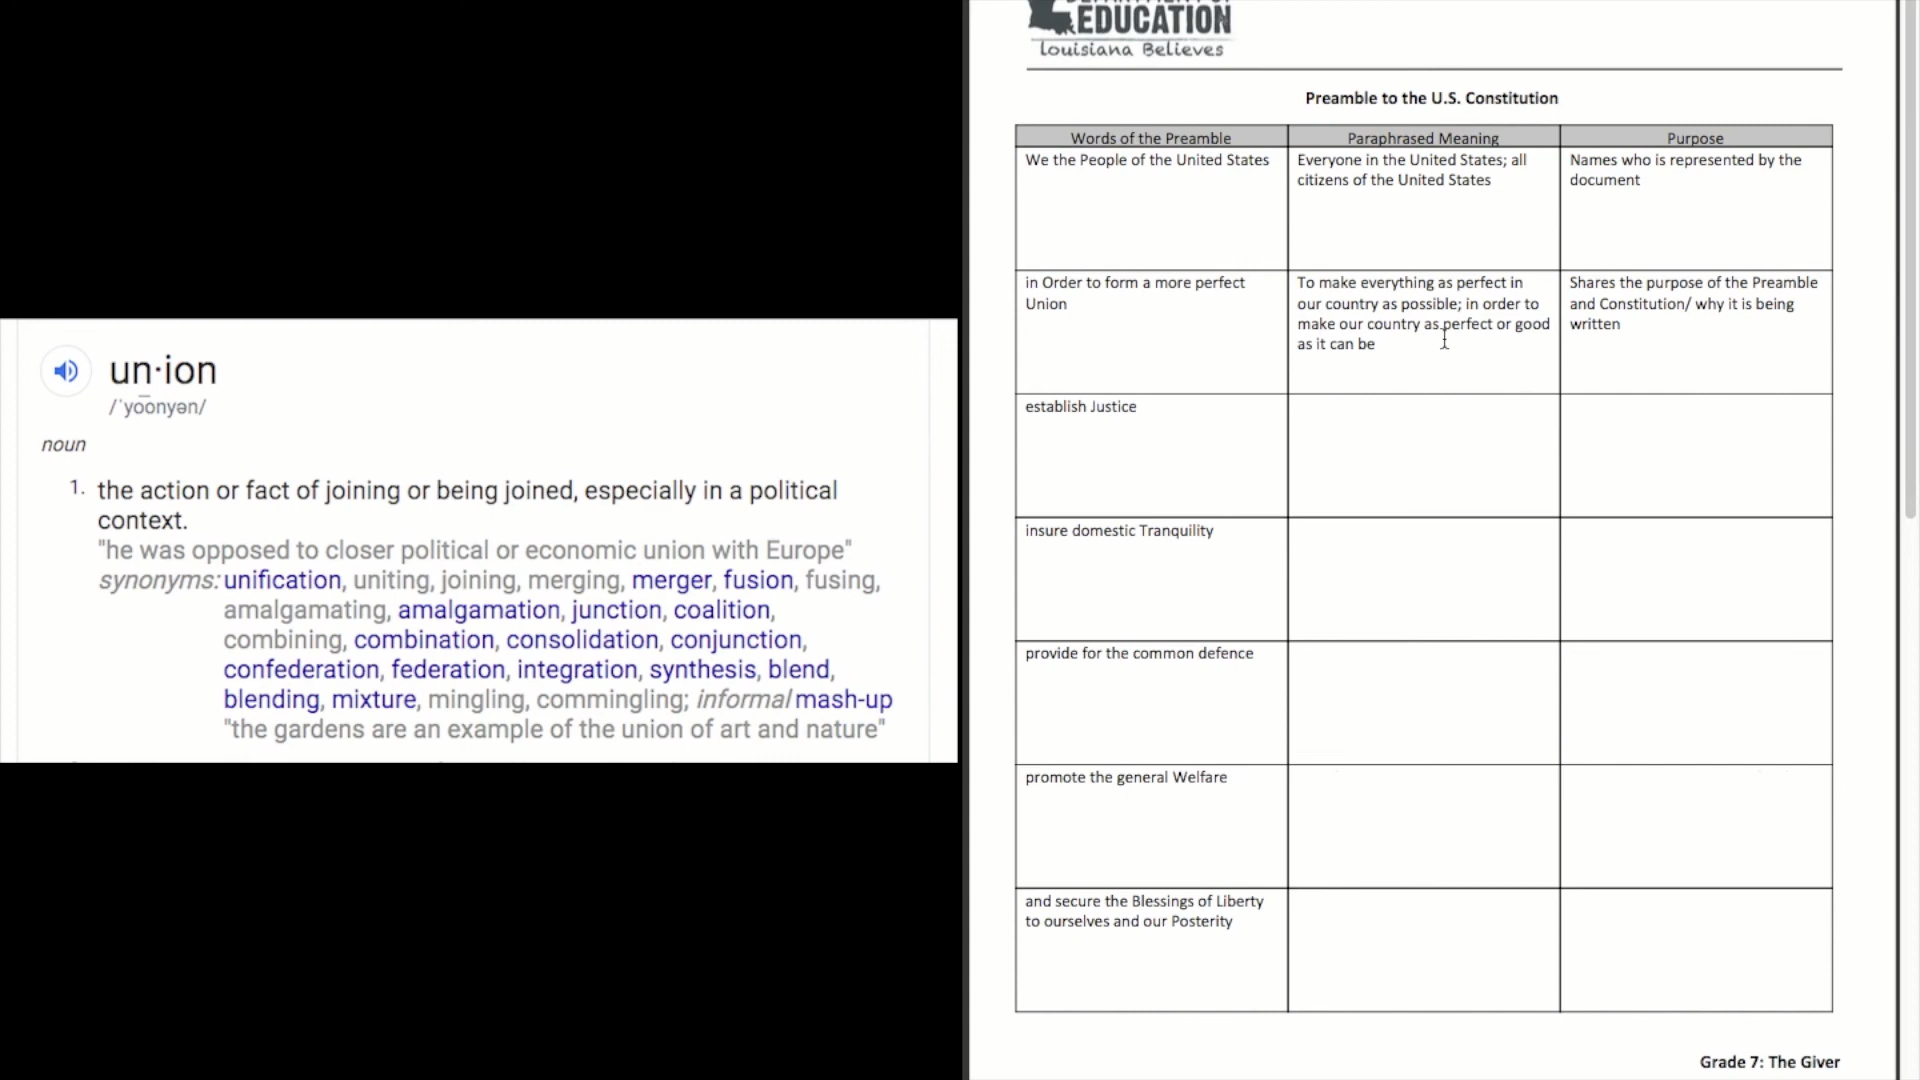 un·ion
/ˈyo͞onyən/
noun
1. the action or fact of joining or being joined, especially in a political
context.
"he was opposed to closer political or economic union with Europe"
synonyms: unification, uniting, joining, merging, merger, fusion, fusing,
amalgamating, amalgamation, junction, coalition,
combining, combination, consolidation, conjunction,
confederation, federation, integration, synthesis, blend,
blending, mixture, mingling, commingling; informal mash-up
"the gardens are an example of the union of art and nature"
EDUCATION
Louisiana Believes
Preamble to the U.S. Constitution
Words of the Preamble
Paraphrased Meaning
Purpose
We the People of the United States
Everyone in the United States; all
citizens of the United States
Names who is represented by the
document
in Order to form a more perfect
Union
To make everything as perfect in
our country as possible; in order to
make our country as perfect or good
as it can be
Shares the purpose of the Preamble
and Constitution/ why it is being
written
establish Justice
insure domestic Tranquility
provide for the common defence
promote the general Welfare
and secure the Blessings of Liberty
to ourselves and our Posterity
Grade 7: The Giver